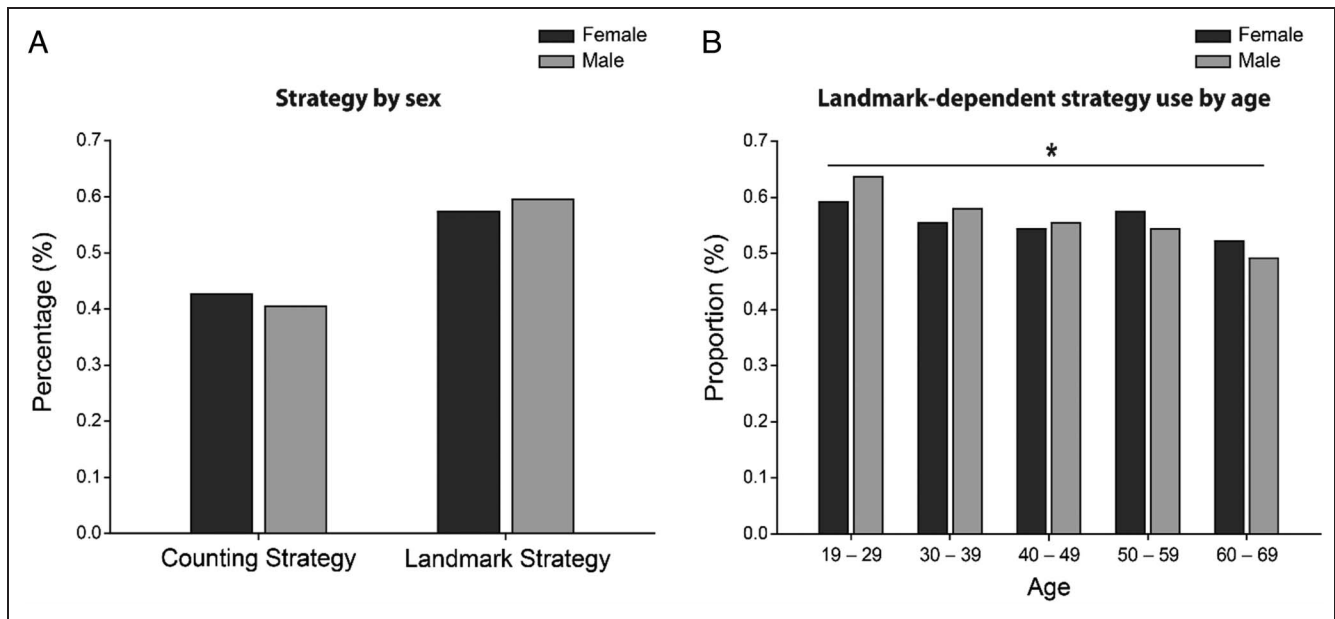 A
Female
Male
Strategy by sex
Percentage (%)
0.7
0.6
0.5
0.4
0.3
0.2
0.1
0.0
Counting Strategy Landmark Strategy
B
Female
Male
Landmark-dependent strategy use by age
Proportion (%)
0.7
0.6
0.5
0.4
0.3
0.2
0.1
0.0
*
19 – 29 30 – 39 40 – 49 50 – 59 60 – 69
Age